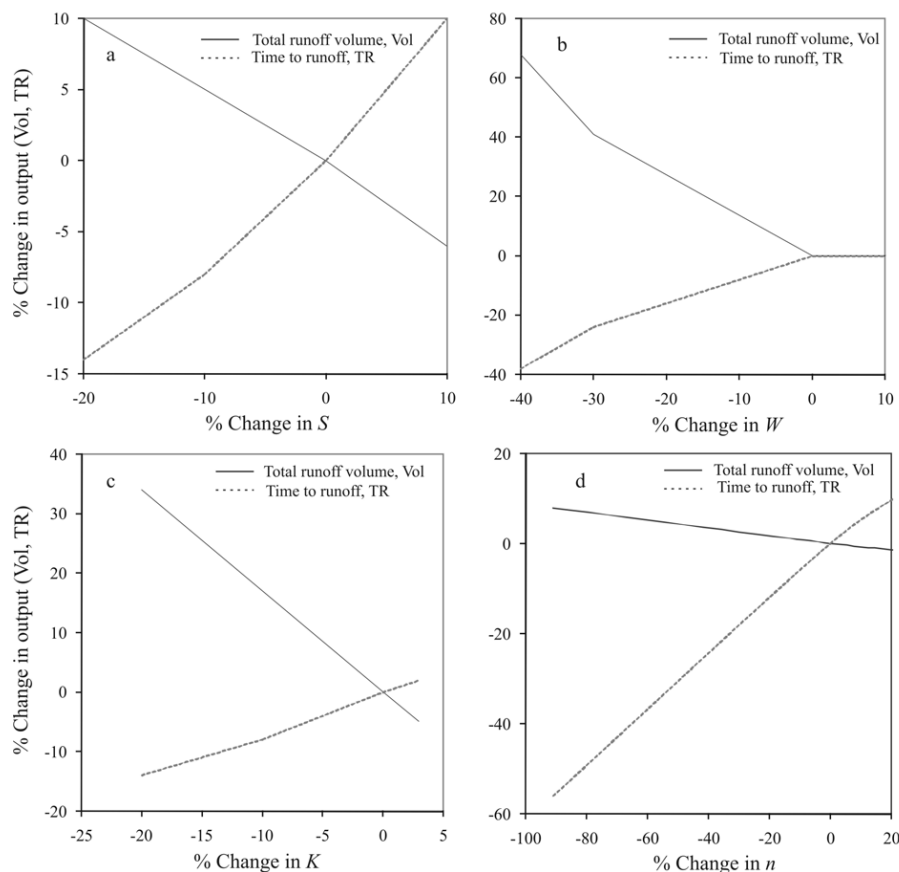 a
Total runoff volume, Vol
Time to runoff, TR
% Change in output (Vol, TR)
10
5
0
-5
-10
-15
-20
-10
0
10
% Change in S
b
Total runoff volume, Vol
Time to runoff, TR
80
60
40
20
0
-20
-40
-40
-30
-20
-10
0
10
% Change in W
c
Total runoff volume, Vol
Time to runoff, TR
% Change in output (Vol, TR)
40
30
20
10
0
-10
-20
-25
-20
-15
-10
-5
0
5
% Change in K
d
Total runoff volume, Vol
Time to runoff, TR
20
0
-20
-40
-60
-100
-80
-60
-40
-20
0
20
% Change in n